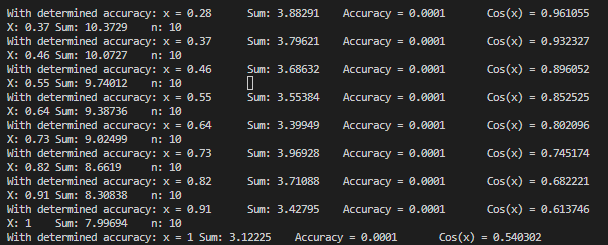 With determined accuracy: x = 0.28 Sum: 3.88291 Accuracy = 0.0001 Cos(x) = 0.961055
X: 0.37 Sum: 10.3729 n: 10
With determined accuracy: x = 0.37 Sum: 3.79621 Accuracy = 0.0001 Cos(x) = 0.932327
X: 0.46 Sum: 10.0727 n: 10
With determined accuracy: x = 0.46 Sum: 3.68632 Accuracy = 0.0001 Cos(x) = 0.896052
X: 0.55 Sum: 9.74012 n: 10
With determined accuracy: x = 0.55 Sum: 3.55384 Accuracy = 0.0001 Cos(x) = 0.852525
X: 0.64 Sum: 9.38736 n: 10
With determined accuracy: x = 0.64 Sum: 3.39949 Accuracy = 0.0001 Cos(x) = 0.802096
X: 0.73 Sum: 9.02499 n: 10
With determined accuracy: x = 0.73 Sum: 3.96928 Accuracy = 0.0001 Cos(x) = 0.745174
X: 0.82 Sum: 8.6619 n: 10
With determined accuracy: x = 0.82 Sum: 3.71088 Accuracy = 0.0001 Cos(x) = 0.682221
X: 0.91 Sum: 8.30838 n: 10
With determined accuracy: x = 0.91 Sum: 3.42795 Accuracy = 0.0001 Cos(x) = 0.613746
X: 1 Sum: 7.99694 n: 10
With determined accuracy: x = 1 Sum: 3.12225 Accuracy = 0.0001 Cos(x) = 0.540302